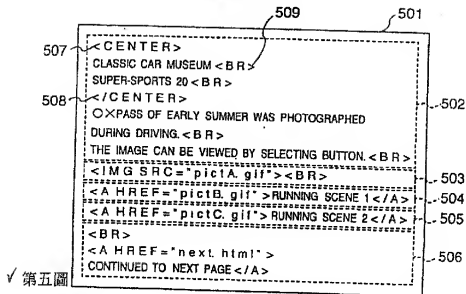 501
509
507
<CENTER>
CLASSIC CAR MUSEUM <BR>
SUPER-SPORTS 20 <BR>
508
</CENTER>
502
○×PASS OF EARLY SUMMER WAS PHOTOGRAPHED
DURING DRIVING. <BR>
THE IMAGE CAN BE VIEWED BY SELECTING BUTTON. <BR>
<IMG SRC="pictA. gif"><BR>
503
<A HREF="pictB. gif">RUNNING SCENE 1</A>
504
<A HREF="pictC. gif">RUNNING SCENE 2</A>
505
<BR>
<A HREF="next. html">
506
CONTINUED TO NEXT PAGE</A>
√ 第五圖